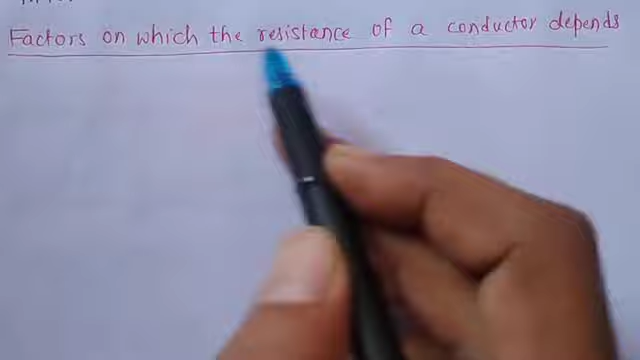 Factors on which the resistance of a conductor depends